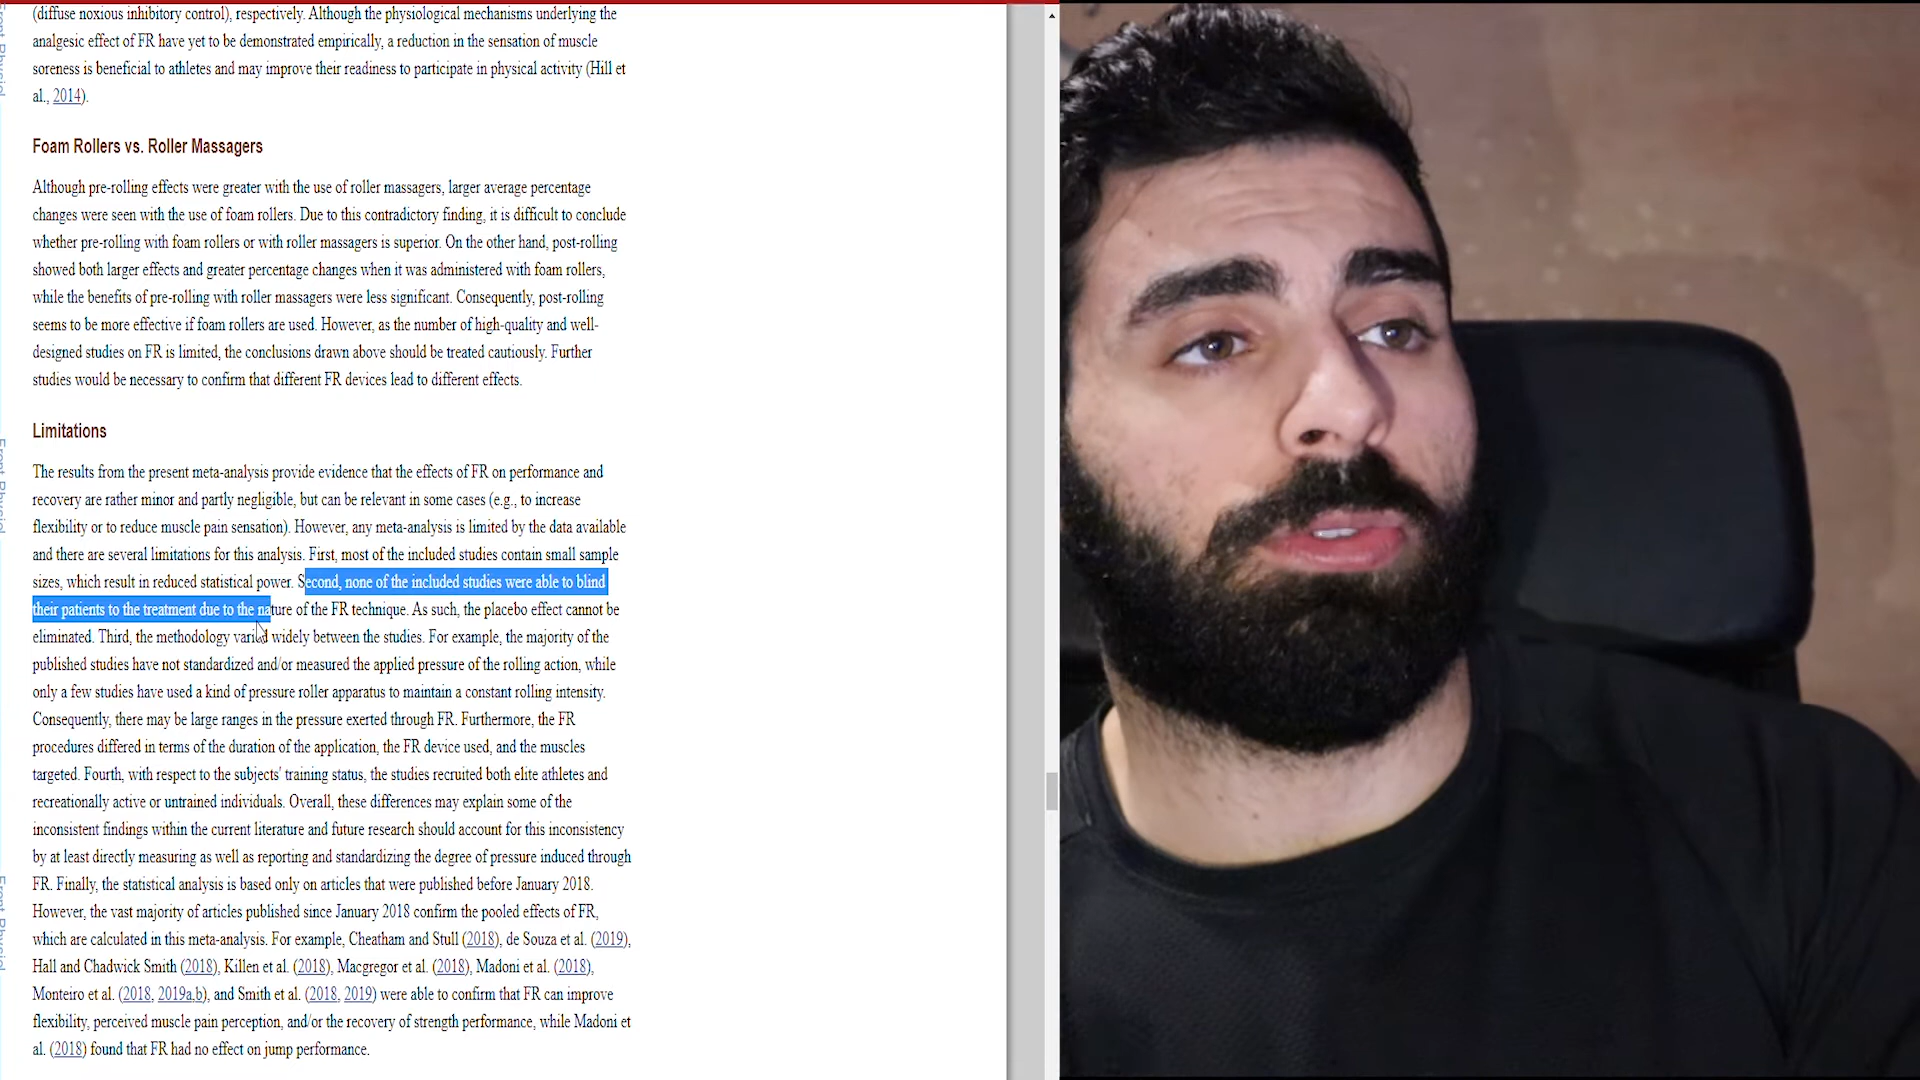 (diffuse noxious inhibitory control), respectively. Although the physiological mechanisms underlying the
analgesic effect of FR have yet to be demonstrated empirically, a reduction in the sensation of muscle
soreness is beneficial to athletes and may improve their readiness to participate in physical activity (Hill et
al., 2014).
Foam Rollers vs. Roller Massagers
Although pre-rolling effects were greater with the use of roller massagers, larger average percentage
changes were seen with the use of foam rollers. Due to this contradictory finding, it is difficult to conclude
whether pre-rolling with foam rollers or with roller massagers is superior. On the other hand, post-rolling
showed both larger effects and greater percentage changes when it was administered with foam rollers,
while the benefits of pre-rolling with roller massagers were less significant. Consequently, post-rolling
seems to be more effective if foam rollers are used. However, as the number of high-quality and well-
designed studies on FR is limited, the conclusions drawn above should be treated cautiously. Further
studies would be necessary to confirm that different FR devices lead to different effects.
Limitations
The results from the present meta-analysis provide evidence that the effects of FR on performance and
recovery are rather minor and partly negligible, but can be relevant in some cases (e.g., to increase
flexibility or to reduce muscle pain sensation). However, any meta-analysis is limited by the data available
and there are several limitations for this analysis. First, most of the included studies contain small sample
sizes, which result in reduced statistical power. Second, none of the included studies were able to blind
their patients to the treatment due to the nature of the FR technique. As such, the placebo effect cannot be
eliminated. Third, the methodology varied widely between the studies. For example, the majority of the
published studies have not standardized and/or measured the applied pressure of the rolling action, while
only a few studies have used a kind of pressure roller apparatus to maintain a constant rolling intensity.
Consequently, there may be large ranges in the pressure exerted through FR. Furthermore, the FR
procedures differed in terms of the duration of the application, the FR device used, and the muscles
targeted. Fourth, with respect to the subjects' training status, the studies recruited both elite athletes and
recreationally active or untrained individuals. Overall, these differences may explain some of the
inconsistent findings within the current literature and future research should account for this inconsistency
by at least directly measuring as well as reporting and standardizing the degree of pressure induced through
FR. Finally, the statistical analysis is based only on articles that were published before January 2018.
However, the vast majority of articles published since January 2018 confirm the pooled effects of FR,
which are calculated in this meta-analysis. For example, Cheatham and Stull (2018), de Souza et al. (2019),
Hall and Chadwick Smith (2018), Killen et al. (2018), Macgregor et al. (2018), Madoni et al. (2018),
Monteiro et al. (2018, 2019a,b), and Smith et al. (2018, 2019) were able to confirm that FR can improve
flexibility, perceived muscle pain perception, and/or the recovery of strength performance, while Madoni et
al. (2018) found that FR had no effect on jump performance.